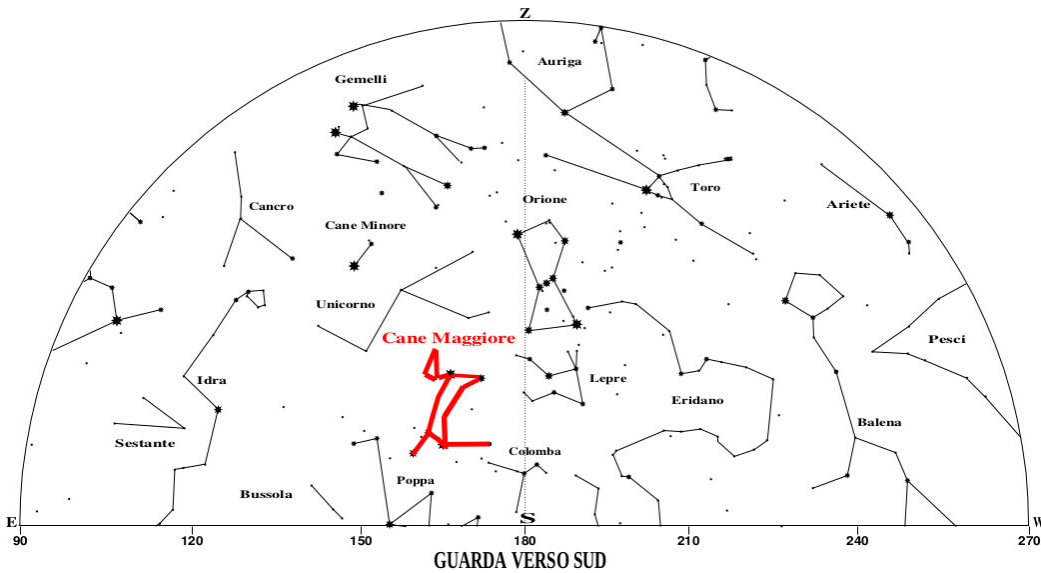 Z
Auriga
Gemelli
Toro
Orione
Ariete
Cancro
Cane Minore
Unicorno
Cane Maggiore
Pesci
Idra
Lepre
Eridano
Balena
Sestante
Colomba
Poppa
Bussola
E
S
W
90
120
150
180
210
240
270
GUARDA VERSO SUD